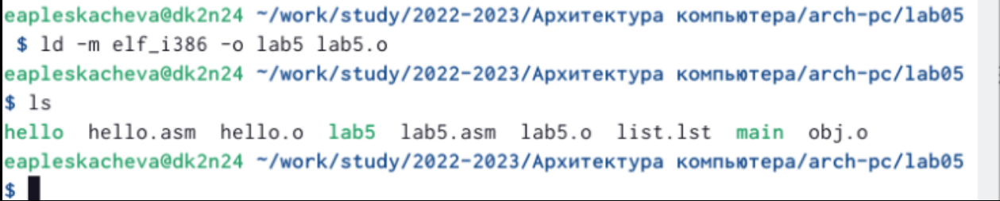 eapleskacheva@dk2n24 ~/work/study/2022-2023/Архитектура компьютера/arch-pc/lab05
$ ld -m elf_i386 -o lab5 lab5.o
eapleskacheva@dk2n24 ~/work/study/2022-2023/Архитектура компьютера/arch-pc/lab05
$ ls
hello  hello.asm  hello.o  lab5  lab5.asm  lab5.o  list.lst  main  obj.o
eapleskacheva@dk2n24 ~/work/study/2022-2023/Архитектура компьютера/arch-pc/lab05
$